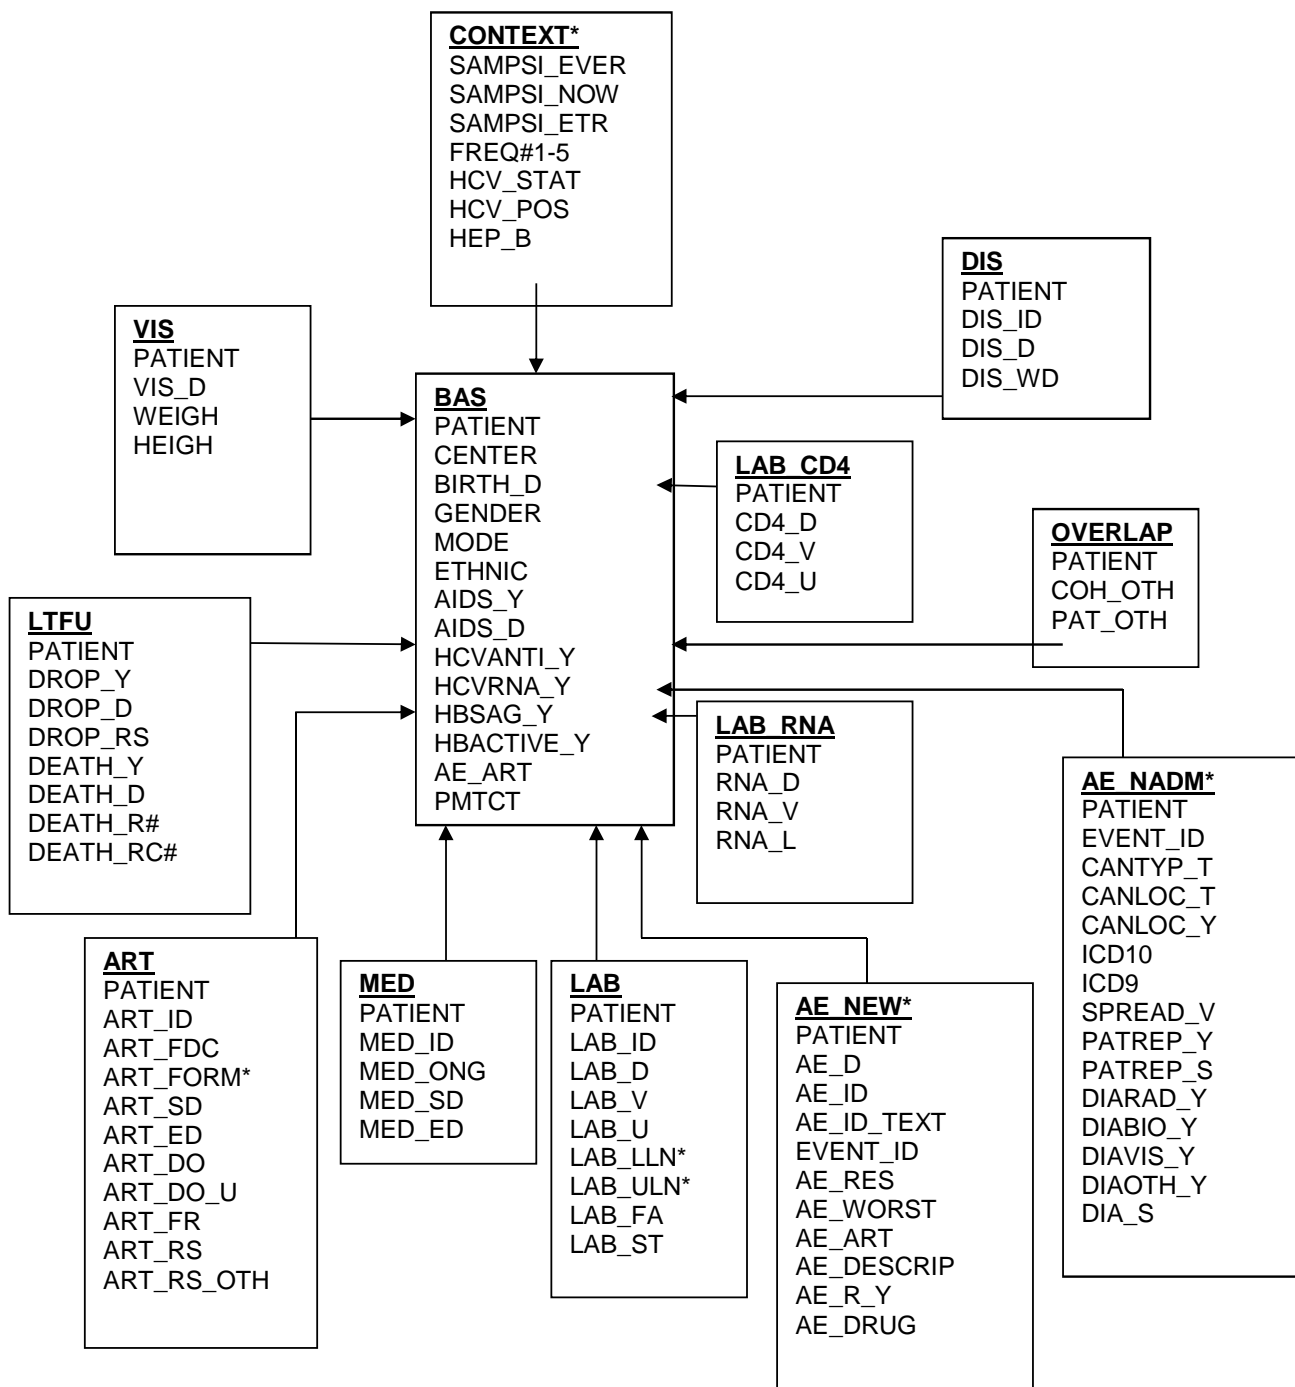 CONTEXT*
SAMPSI_EVER
SAMPSI_NOW
SAMPSI_ETR
FREQ#1-5
HCV_STAT
HCV_POS
HEP_B
DIS
PATIENT
DIS_ID
DIS_D
DIS_WD
VIS
PATIENT
VIS_D
WEIGH
HEIGH
BAS
PATIENT
CENTER
BIRTH_D
GENDER
MODE
ETHNIC
AIDS_Y
AIDS_D
HCVANTI_Y
HCVRNA_Y
HBSAG_Y
HBACTIVE_Y
AE_ART
PMTCT
LAB_CD4
PATIENT
CD4_D
CD4_V
CD4_U
OVERLAP
PATIENT
COH_OTH
PAT_OTH
LTFU
PATIENT
DROP_Y
DROP_D
DROP_RS
DEATH_Y
DEATH_D
DEATH_R#
DEATH_RC#
LAB_RNA
PATIENT
RNA_D
RNA_V
RNA_L
AE_NADM*
PATIENT
EVENT_ID
CANTYP_T
CANLOC_T
CANLOC_Y
ICD10
ICD9
SPREAD_V
PATREP_Y
PATREP_S
DIARAD_Y
DIABIO_Y
DIAVIS_Y
DIAOTH_Y
DIA_S
ART
PATIENT
ART_ID
ART_FDC
ART_FORM*
ART_SD
ART_ED
ART_DO
ART_DO_U
ART_FR
ART_RS
ART_RS_OTH
MED
PATIENT
MED_ID
MED_ONG
MED_SD
MED_ED
LAB
PATIENT
LAB_ID
LAB_D
LAB_V
LAB_U
LAB_LLN*
LAB_ULN*
LAB_FA
LAB_ST
AE_NEW*
PATIENT
AE_D
AE_ID
AE_ID_TEXT
EVENT_ID
AE_RES
AE_WORST
AE_ART
AE_DESCRIP
AE_R_Y
AE_DRUG